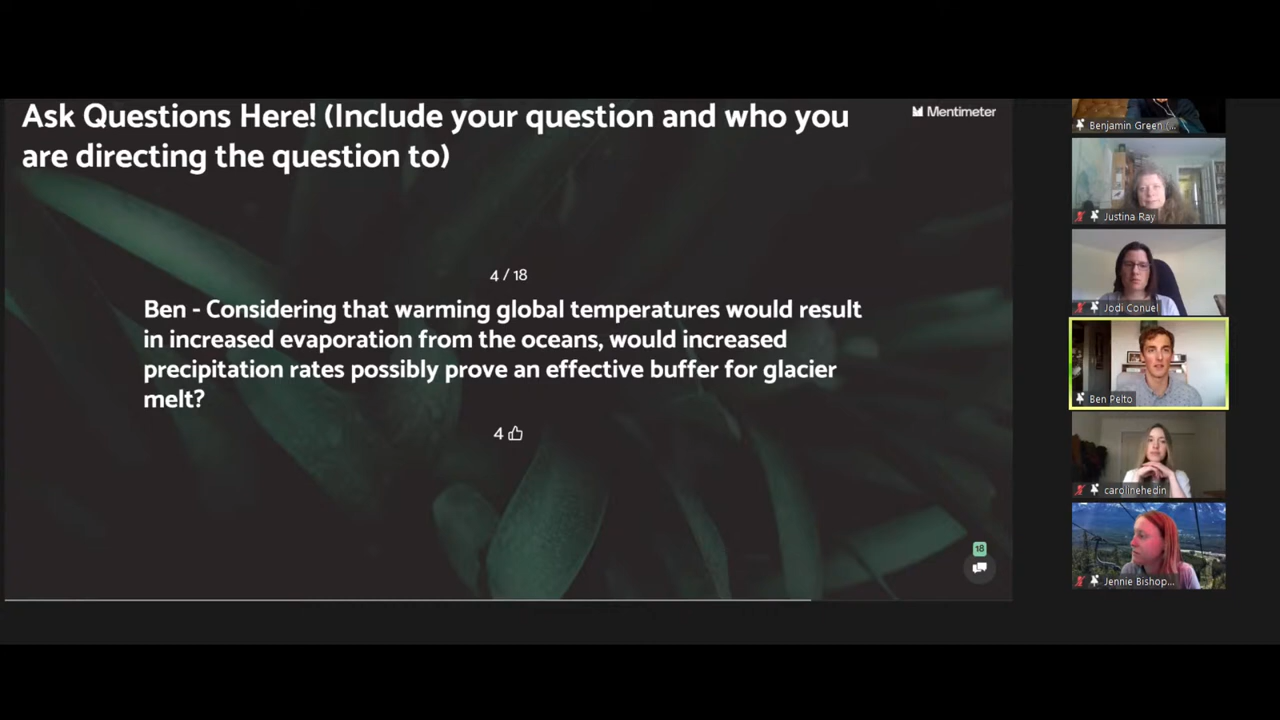 Ask Questions Here! (Include your question and who you
are directing the question to)
Mentimeter
4 / 18
Ben - Considering that warming global temperatures would result
in increased evaporation from the oceans, would increased
precipitation rates possibly prove an effective buffer for glacier
melt?
4
18
Benjamin Green (...
Justina Ray
Jodi Conuel
Ben Pelto
carolinehedin
Jennie Bishop...